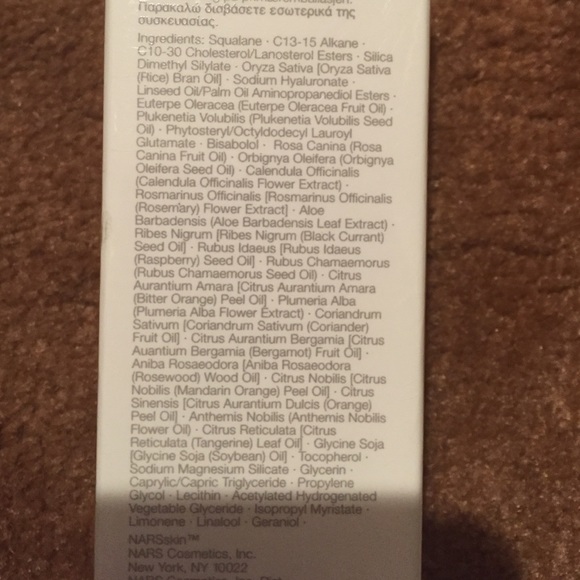 Παρακαλώ διαβάσετε εσωτερικά της
συσκευασίας.
Ingredients: Squalane · C13-15 Alkane ·
C10-30 Cholesterol/Lanosterol Esters · Silica
Dimethyl Silylate · Oryza Sativa [Oryza Sativa
(Rice) Bran Oil] · Sodium Hyaluronate ·
Linseed Oil/Palm Oil Aminopropanediol Esters ·
Euterpe Oleracea (Euterpe Oleracea Fruit Oil) ·
Plukenetia Volubilis (Plukenetia Volubilis Seed
Oil) · Phytosteryl/Octyldodecyl Lauroyl
Glutamate · Bisabolol · Rosa Canina (Rosa
Canina Fruit Oil) · Orbignya Oleifera (Orbignya
Oleifera Seed Oil) · Calendula Officinalis
(Calendula Officinalis Flower Extract) ·
Rosmarinus Officinalis [Rosmarinus Officinalis
(Rosemary) Flower Extract] · Aloe
Barbadensis (Aloe Barbadensis Leaf Extract) ·
Ribes Nigrum [Ribes Nigrum (Black Currant)
Seed Oil] · Rubus Idaeus [Rubus Idaeus
(Raspberry) Seed Oil] · Rubus Chamaemorus
(Rubus Chamaemorus Seed Oil) · Citrus
Aurantium Amara [Citrus Aurantium Amara
(Bitter Orange) Peel Oil] · Plumeria Alba
(Plumeria Alba Flower Extract) · Coriandrum
Sativum [Coriandrum Sativum (Coriander)
Fruit Oil] · Citrus Aurantium Bergamia [Citrus
Auantium Bergamia (Bergamot) Fruit Oil] ·
Aniba Rosaeodora [Aniba Rosaeodora
(Rosewood) Wood Oil] · Citrus Nobilis [Citrus
Nobilis (Mandarin Orange) Peel Oil] · Citrus
Sinensis [Citrus Aurantium Dulcis (Orange)
Peel Oil] · Anthemis Nobilis (Anthemis Nobilis
Flower Oil) · Citrus Reticulata [Citrus
Reticulata (Tangerine) Leaf Oil] · Glycine Soja
[Glycine Soja (Soybean) Oil] · Tocopherol ·
Sodium Magnesium Silicate · Glycerin ·
Caprylic/Capric Triglyceride · Propylene
Glycol · Lecithin · Acetylated Hydrogenated
Vegetable Glyceride · Isopropyl Myristate ·
Limonene · Linalool · Geraniol ·
NARSskin™
NARS Cosmetics, Inc.
New York, NY 10022